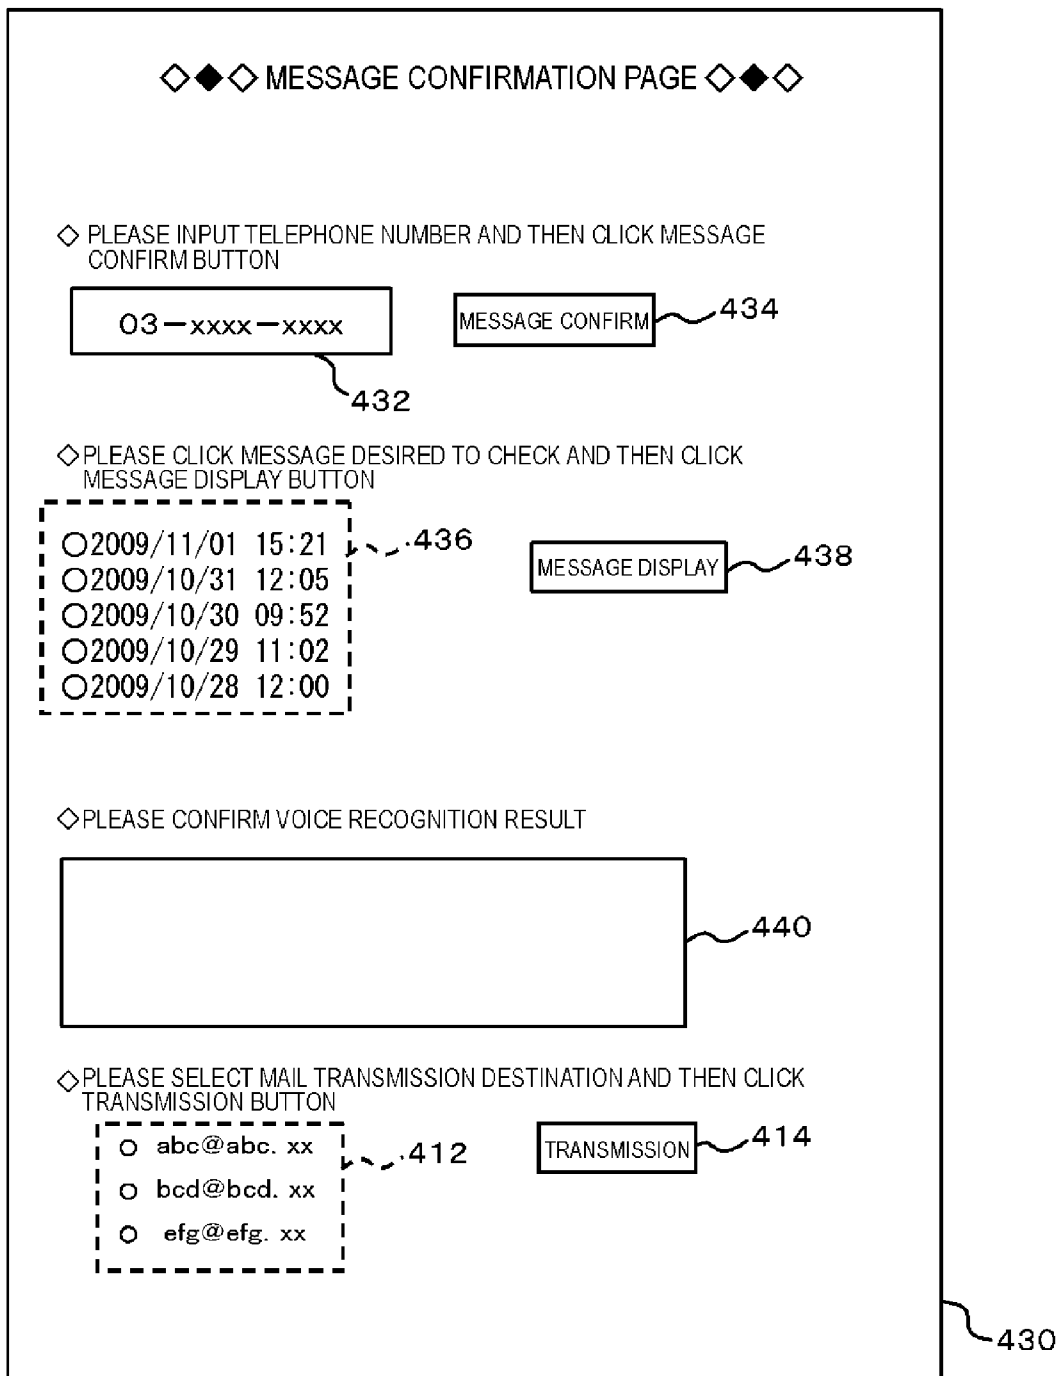 ◇◆◇ MESSAGE CONFIRMATION PAGE ◇◆◇
◇ PLEASE INPUT TELEPHONE NUMBER AND THEN CLICK MESSAGE
CONFIRM BUTTON
03-xxxx-xxxx
MESSAGE CONFIRM
434
432
◇PLEASE CLICK MESSAGE DESIRED TO CHECK AND THEN CLICK
MESSAGE DISPLAY BUTTON
○2009/11/01 15:21
○2009/10/31 12:05
○2009/10/30 09:52
○2009/10/29 11:02
○2009/10/28 12:00
436
MESSAGE DISPLAY
438
◇PLEASE CONFIRM VOICE RECOGNITION RESULT
440
◇PLEASE SELECT MAIL TRANSMISSION DESTINATION AND THEN CLICK
TRANSMISSION BUTTON
○ abc@abc. xx
○ bcd@bcd. xx
○ efg@efg. xx
412
TRANSMISSION
414
430